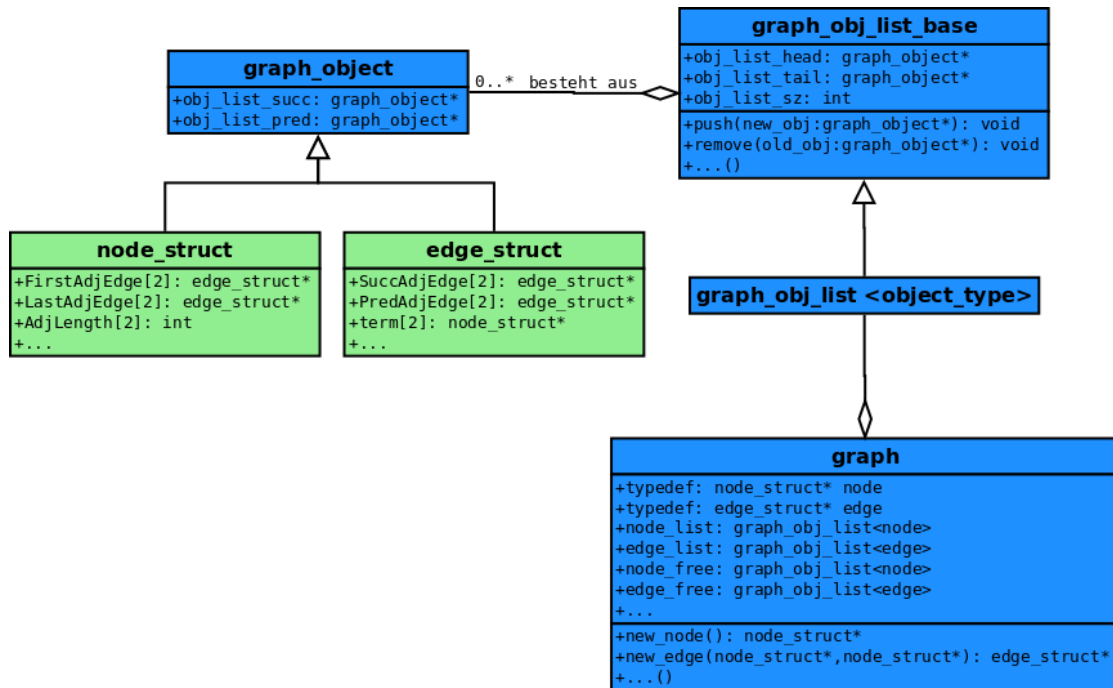 graph_object
+obj_list_succ: graph_object*
+obj_list_pred: graph_object*
0..* besteht aus
graph_obj_list_base
+obj_list_head: graph_object*
+obj_list_tail: graph_object*
+obj_list_sz: int
+push(new_obj:graph_object*): void
+remove(old_obj:graph_object*): void
+...()
node_struct
+FirstAdjEdge[2]: edge_struct*
+LastAdjEdge[2]: edge_struct*
+AdjLength[2]: int
+...
edge_struct
+SuccAdjEdge[2]: edge_struct*
+PredAdjEdge[2]: edge_struct*
+term[2]: node_struct*
+...
graph_obj_list <object_type>
graph
+typedef: node_struct* node
+typedef: edge_struct* edge
+node_list: graph_obj_list<node>
+edge_list: graph_obj_list<edge>
+node_free: graph_obj_list<node>
+edge_free: graph_obj_list<edge>
+...
+new_node(): node_struct*
+new_edge(node_struct*,node_struct*): edge_struct*
+...()